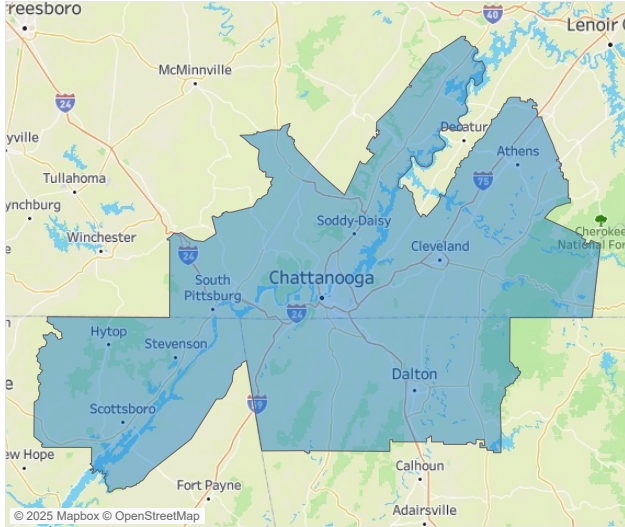 reesboro
40
Lenoir C
McMinnville
24
Decatur
yville
Athens
Tullahoma
75
ynchburg
Soddy-Daisy
Cherokee
National For
Winchester
24
Cleveland
e
South
Pittsburg
Chattanooga
24
n
Hytop
Stevenson
Dalton
e
59
Scottsboro
ew Hope
Calhoun
Fort Payne
Adairsville
© 2025 Mapbox © OpenStreetMap